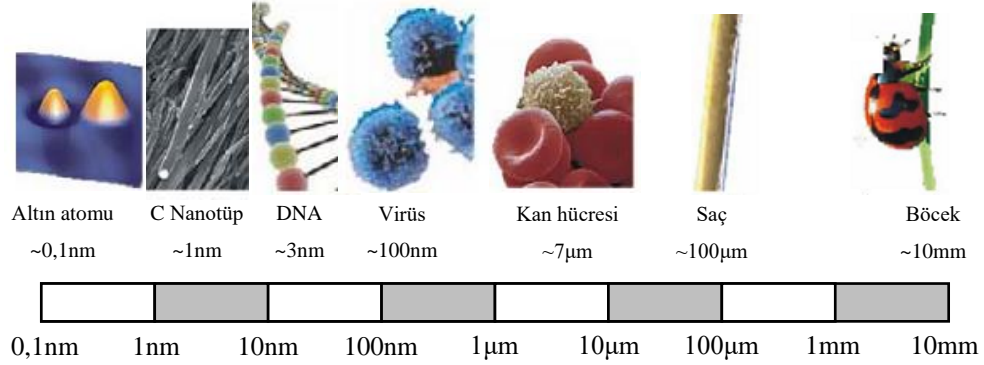 Altın atomu C Nanotüp DNA Virüs Kan hücresi Saç Böcek
~0,1nm ~1nm ~3nm ~100nm ~7μm ~100μm ~10mm
0,1nm 1nm 10nm 100nm 1μm 10μm 100μm 1mm 10mm